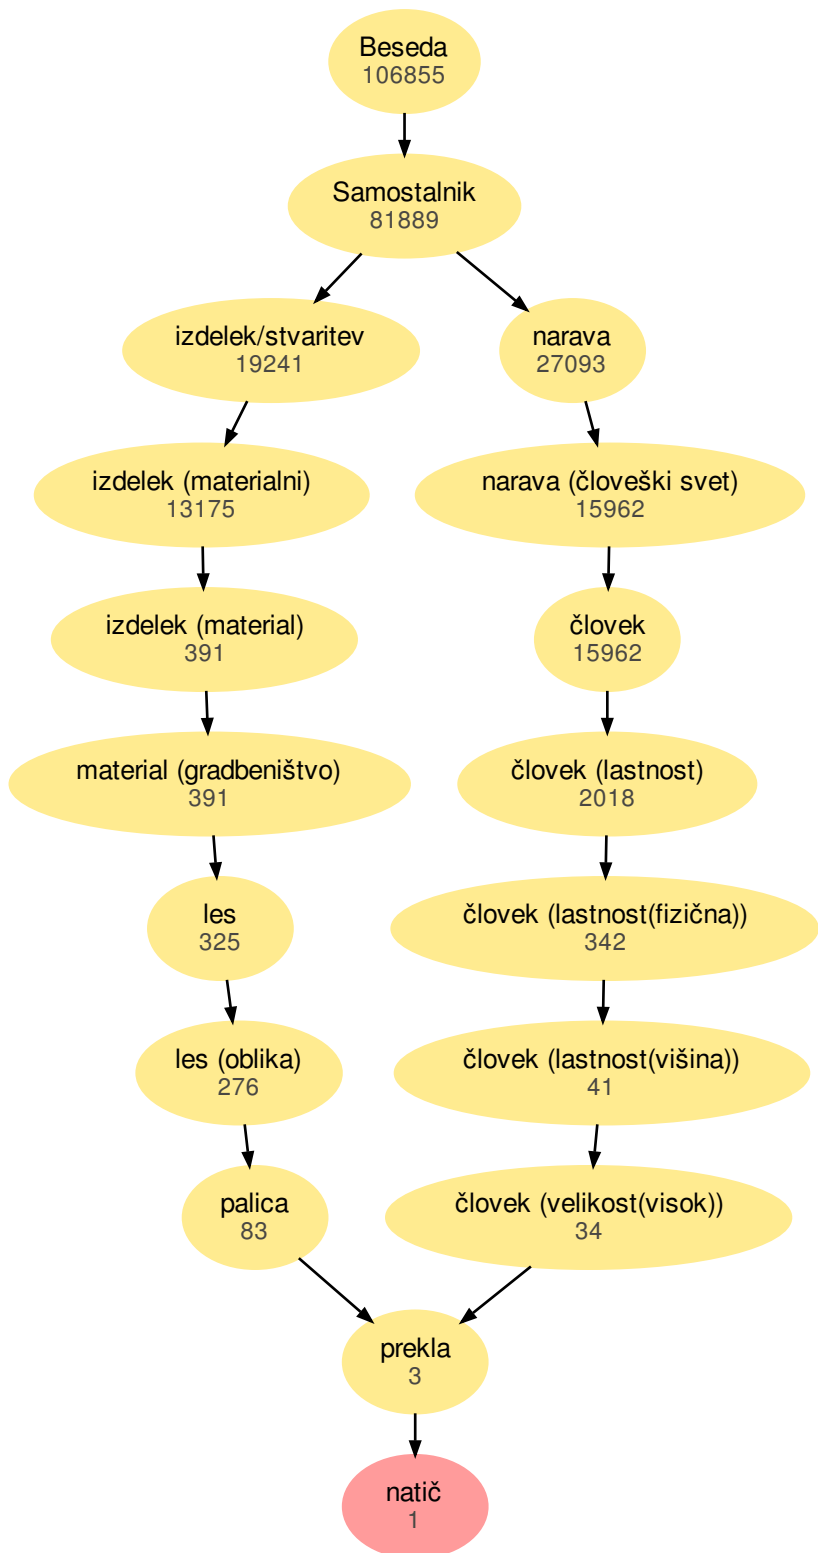 Beseda
106855
Samostalnik
81889
izdelek/stvaritev
19241
narava
27093
izdelek (materialni)
13175
narava (človeški svet)
15962
izdelek (material)
391
človek
15962
material (gradbeništvo)
391
človek (lastnost)
2018
les
325
človek (lastnost(fizična))
342
les (oblika)
276
človek (lastnost(višina))
41
palica
83
človek (velikost(visok))
34
prekla
3
natič
1